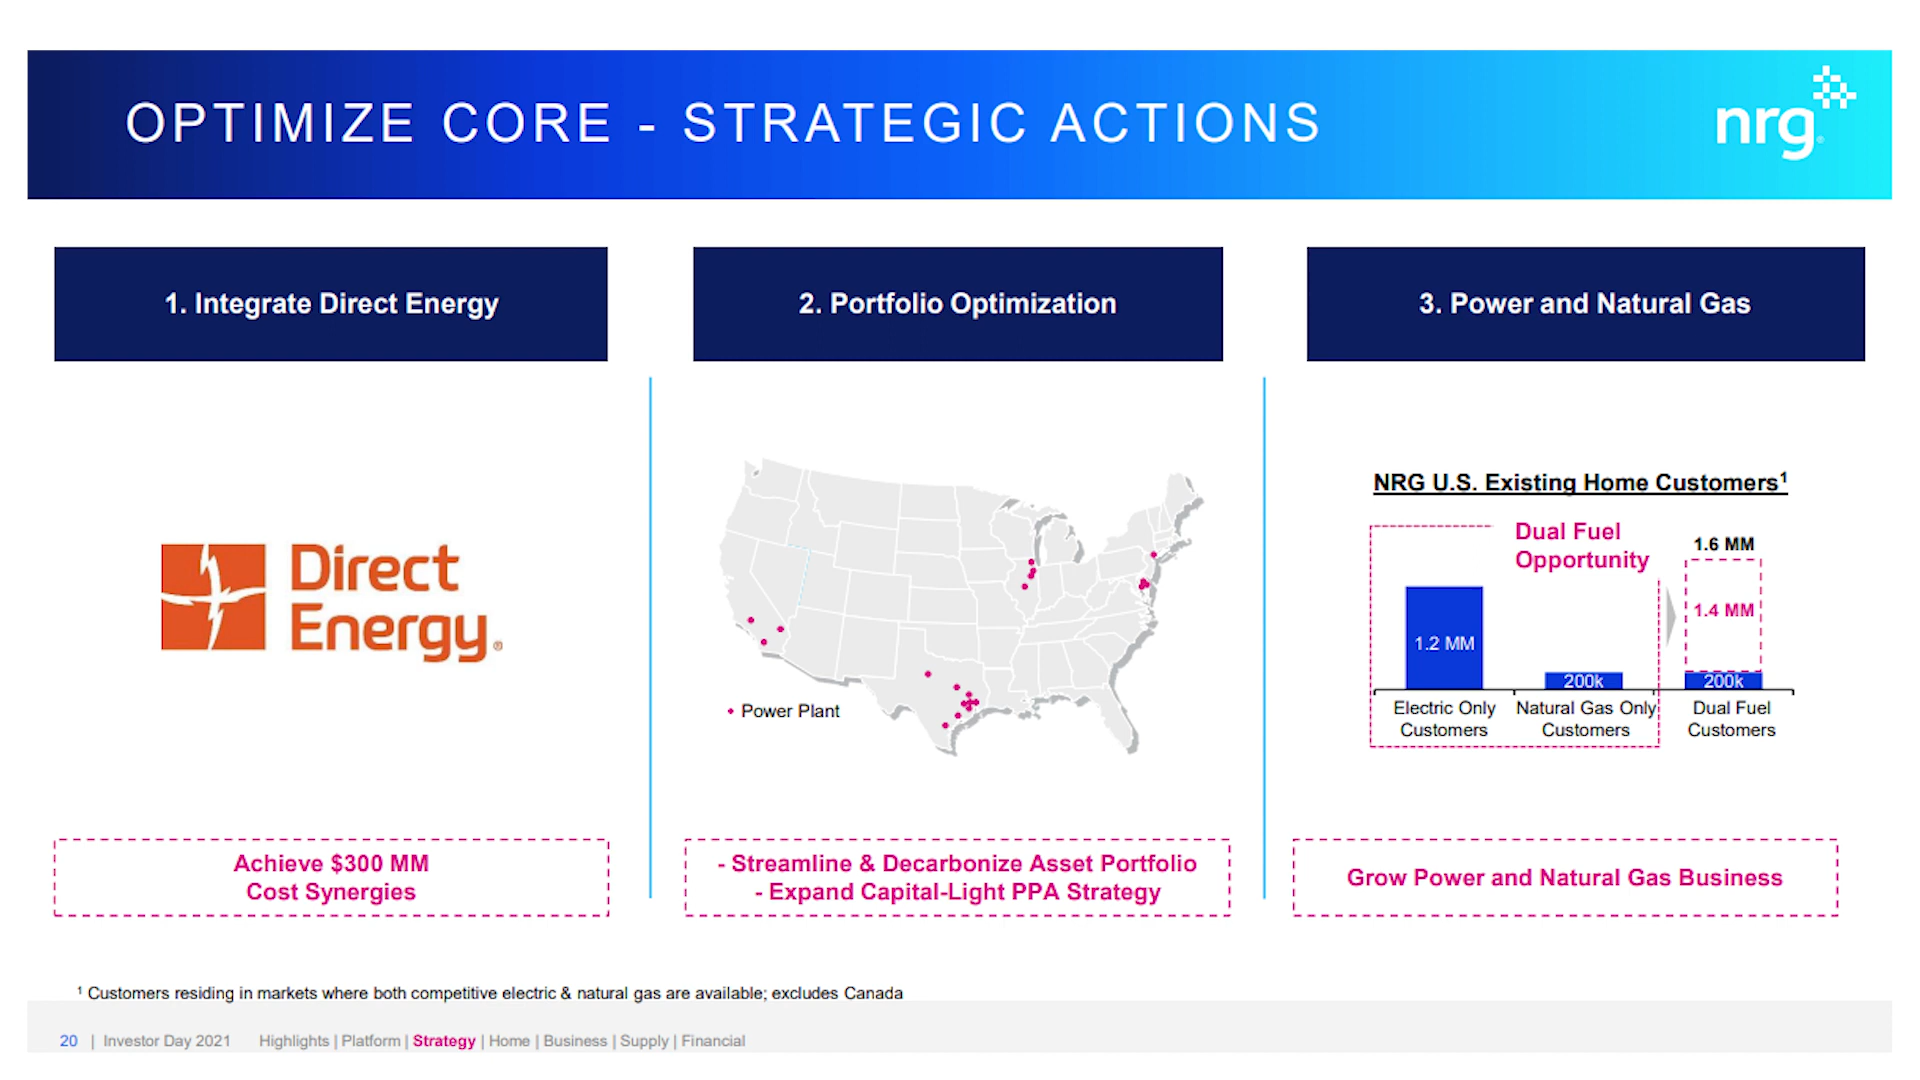 OPTIMIZE CORE - STRATEGIC ACTIONS
nrg®
1. Integrate Direct Energy
2. Portfolio Optimization
3. Power and Natural Gas
Direct
Energy®
• Power Plant
NRG U.S. Existing Home Customers¹
Dual Fuel
Opportunity
1.6 MM
1.4 MM
1.2 MM
200k
200k
Electric Only
Customers
Natural Gas Only
Customers
Dual Fuel
Customers
Achieve $300 MM
Cost Synergies
- Streamline & Decarbonize Asset Portfolio
- Expand Capital-Light PPA Strategy
Grow Power and Natural Gas Business
¹ Customers residing in markets where both competitive electric & natural gas are available; excludes Canada
20 | Investor Day 2021 Highlights | Platform | Strategy | Home | Business | Supply | Financial